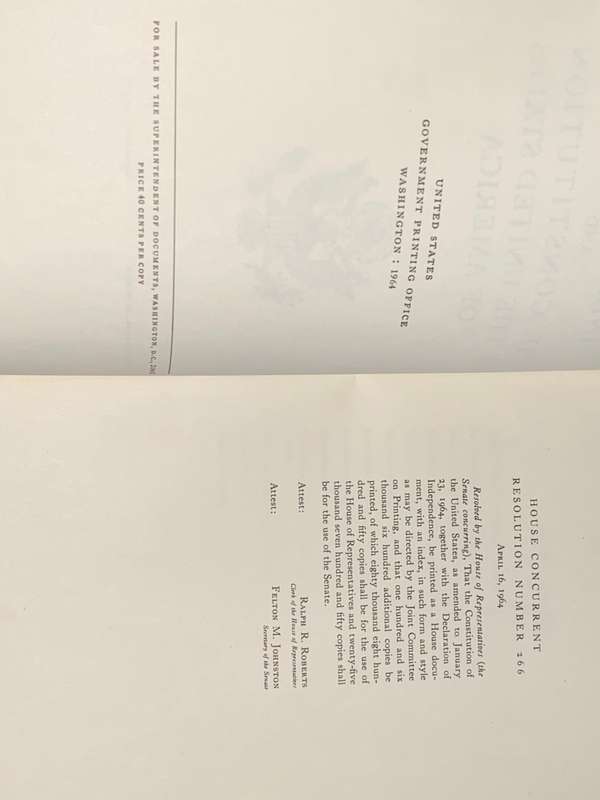 UNITED STATES
GOVERNMENT PRINTING OFFICE
WASHINGTON : 1964
FOR SALE BY THE SUPERINTENDENT OF DOCUMENTS, WASHINGTON, D.C.,
PRICE 40 CENTS PER COPY
HOUSE CONCURRENT
RESOLUTION NUMBER 266
April 16, 1964
Resolved by the House of Representatives (the
Senate concurring), That the Constitution of
the United States, as amended to January
23, 1964, together with the Declaration of
Independence, be printed as a House docu-
ment, with an index, in such form and style
as may be directed by the Joint Committee
on Printing, and that one hundred and six
thousand six hundred additional copies be
printed, of which eighty thousand eight hun-
dred and fifty copies shall be for the use of
the House of Representatives and twenty-five
thousand seven hundred and fifty copies shall
be for the use of the Senate.
Attest:
Ralph R. Roberts
Clerk of the House of Representatives
Attest:
Felton M. Johnston
Secretary of the Senate